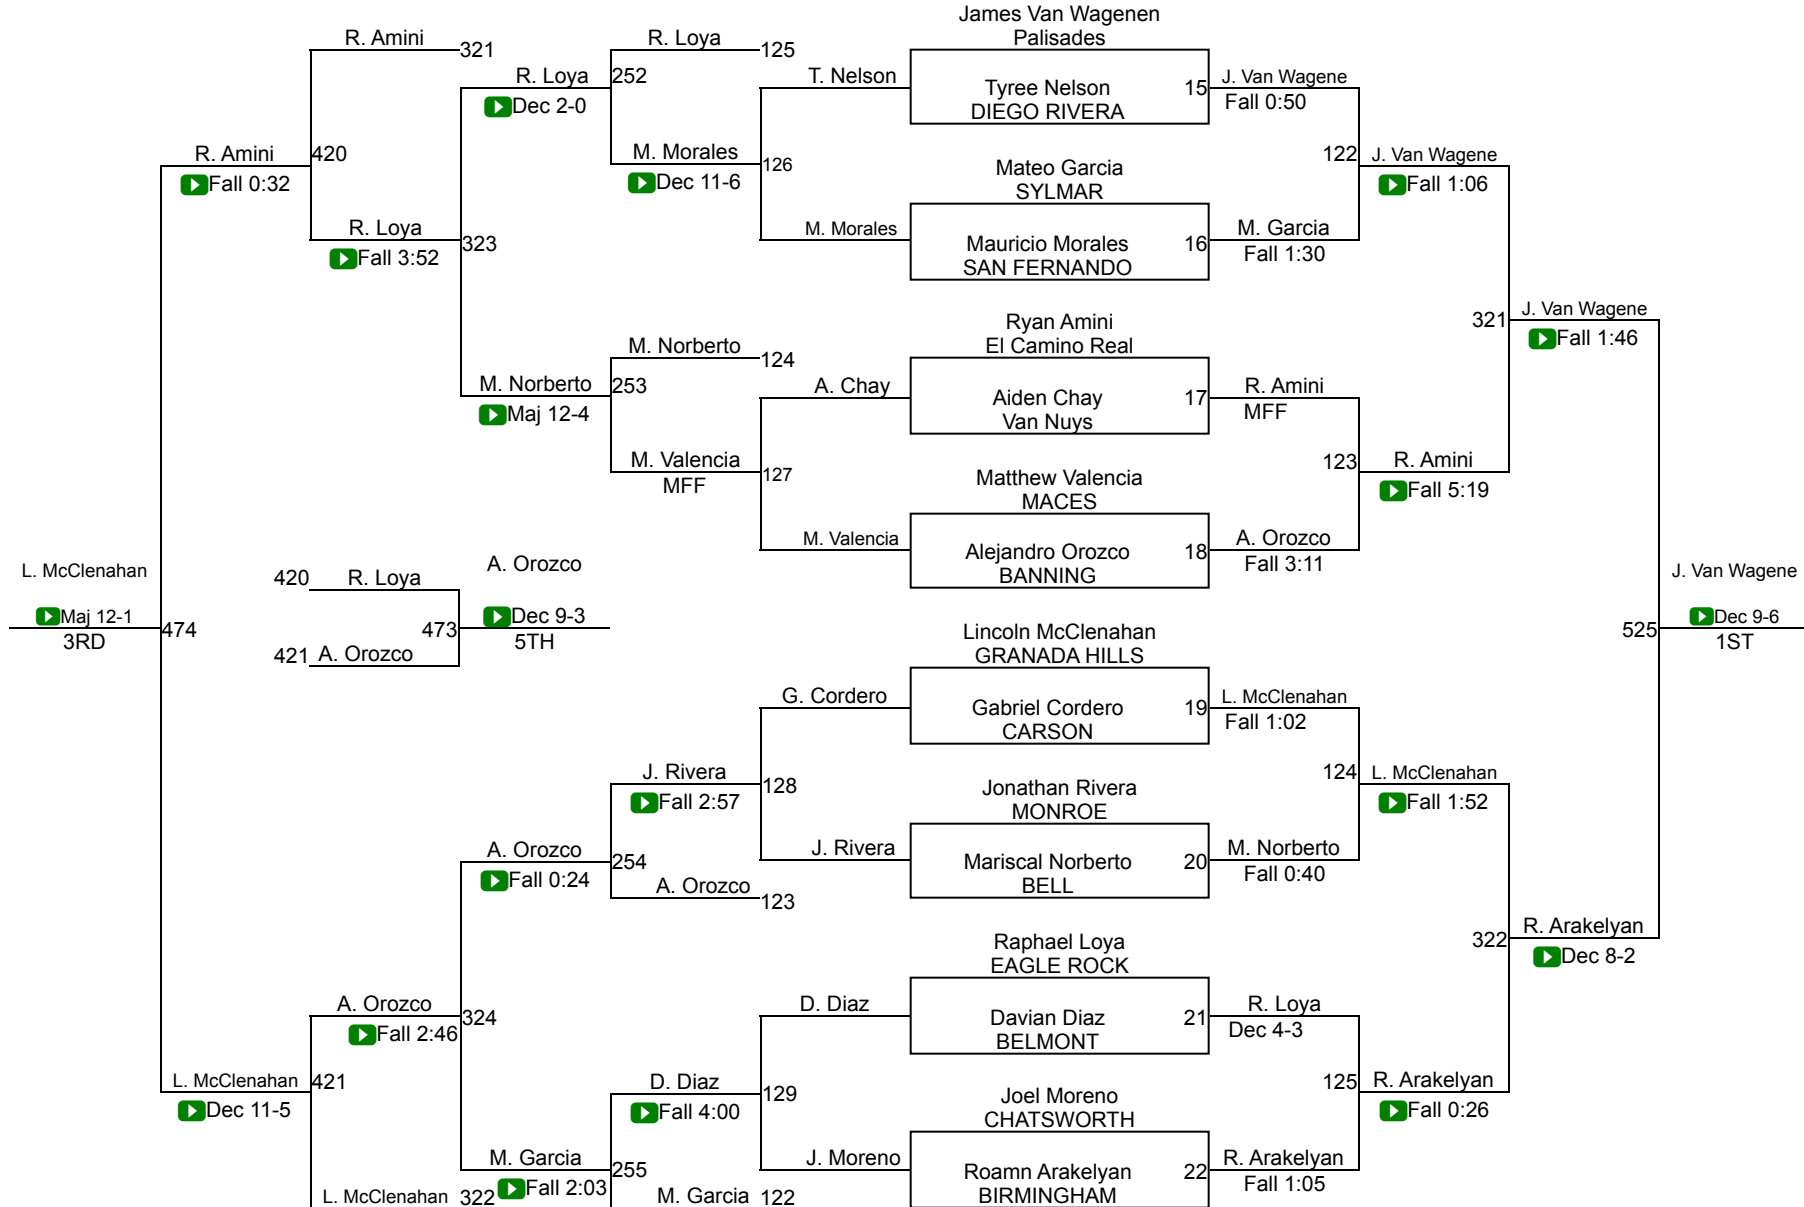 James Van Wagenen
R. Amini 321
R. Loya 125
Palisades
R. Loya 252
T. Nelson
Tyree Nelson 15
J. Van Wagene
Dec 2-0
DIEGO RIVERA
Fall 0:50
R. Amini 420
M. Morales 126
Mateo Garcia
122 J. Van Wagene
Fall 0:32
Dec 11-6
SYLMAR
Fall 1:06
R. Loya 323
M. Morales
Mauricio Morales 16
M. Garcia
Fall 3:52
SAN FERNANDO
Fall 1:30
Ryan Amini
321 J. Van Wagene
M. Norberto 124
El Camino Real
Fall 1:46
M. Norberto 253
A. Chay
Aiden Chay 17
R. Amini
Maj 12-4
Van Nuys
MFF
M. Valencia 127
Matthew Valencia
123 R. Amini
MFF
MACES
Fall 5:19
M. Valencia
Alejandro Orozco 18
A. Orozco
BANNING
Fall 3:11
L. McClenahan
420 R. Loya
A. Orozco
J. Van Wagene
Maj 12-1 474
473 Dec 9-3
525 Dec 9-6
3RD
5TH
1ST
421 A. Orozco
Lincoln McClenahan
GRANADA HILLS
G. Cordero
Gabriel Cordero 19
L. McClenahan
CARSON
Fall 1:02
J. Rivera 128
Jonathan Rivera
124 L. McClenahan
Fall 2:57
MONROE
Fall 1:52
A. Orozco 254
J. Rivera
Mariscal Norberto 20
M. Norberto
Fall 0:24
BELL
Fall 0:40
A. Orozco 123
Raphael Loya
322 R. Arakelyan
EAGLE ROCK
Dec 8-2
A. Orozco 324
D. Diaz
Davian Diaz 21
R. Loya
Fall 2:46
BELMONT
Dec 4-3
L. McClenahan 421
D. Diaz 129
Joel Moreno
125 R. Arakelyan
Dec 11-5
Fall 4:00
CHATSWORTH
Fall 0:26
M. Garcia 255
J. Moreno
Roamn Arakelyan 22
R. Arakelyan
Fall 2:03
BIRMINGHAM
Fall 1:05
L. McClenahan 322
M. Garcia 122